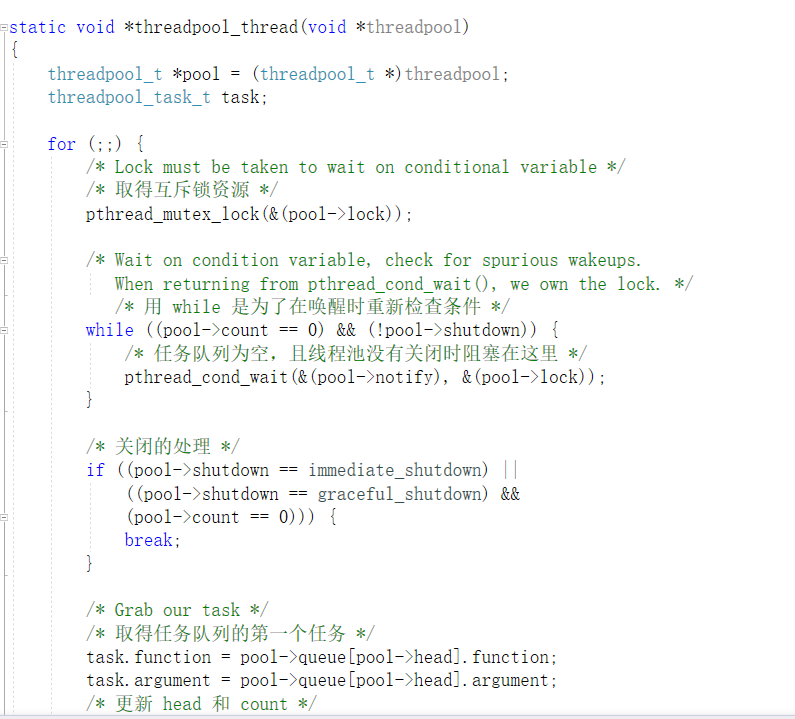 static void *threadpool_thread(void *threadpool)
{
    threadpool_t *pool = (threadpool_t *)threadpool;
    threadpool_task_t task;

    for (;;) {
        /* Lock must be taken to wait on conditional variable */
        /* 取得互斥锁资源 */
        pthread_mutex_lock(&(pool->lock));

        /* Wait on condition variable, check for spurious wakeups.
           When returning from pthread_cond_wait(), we own the lock. */
           /* 用 while 是为了在唤醒时重新检查条件 */
        while ((pool->count == 0) && (!pool->shutdown)) {
            /* 任务队列为空，且线程池没有关闭时阻塞在这里 */
            pthread_cond_wait(&(pool->notify), &(pool->lock));
        }

        /* 关闭的处理 */
        if ((pool->shutdown == immediate_shutdown) ||
            ((pool->shutdown == graceful_shutdown) &&
            (pool->count == 0))) {
            break;
        }

        /* Grab our task */
        /* 取得任务队列的第一个任务 */
        task.function = pool->queue[pool->head].function;
        task.argument = pool->queue[pool->head].argument;
        /* 更新 head 和 count */